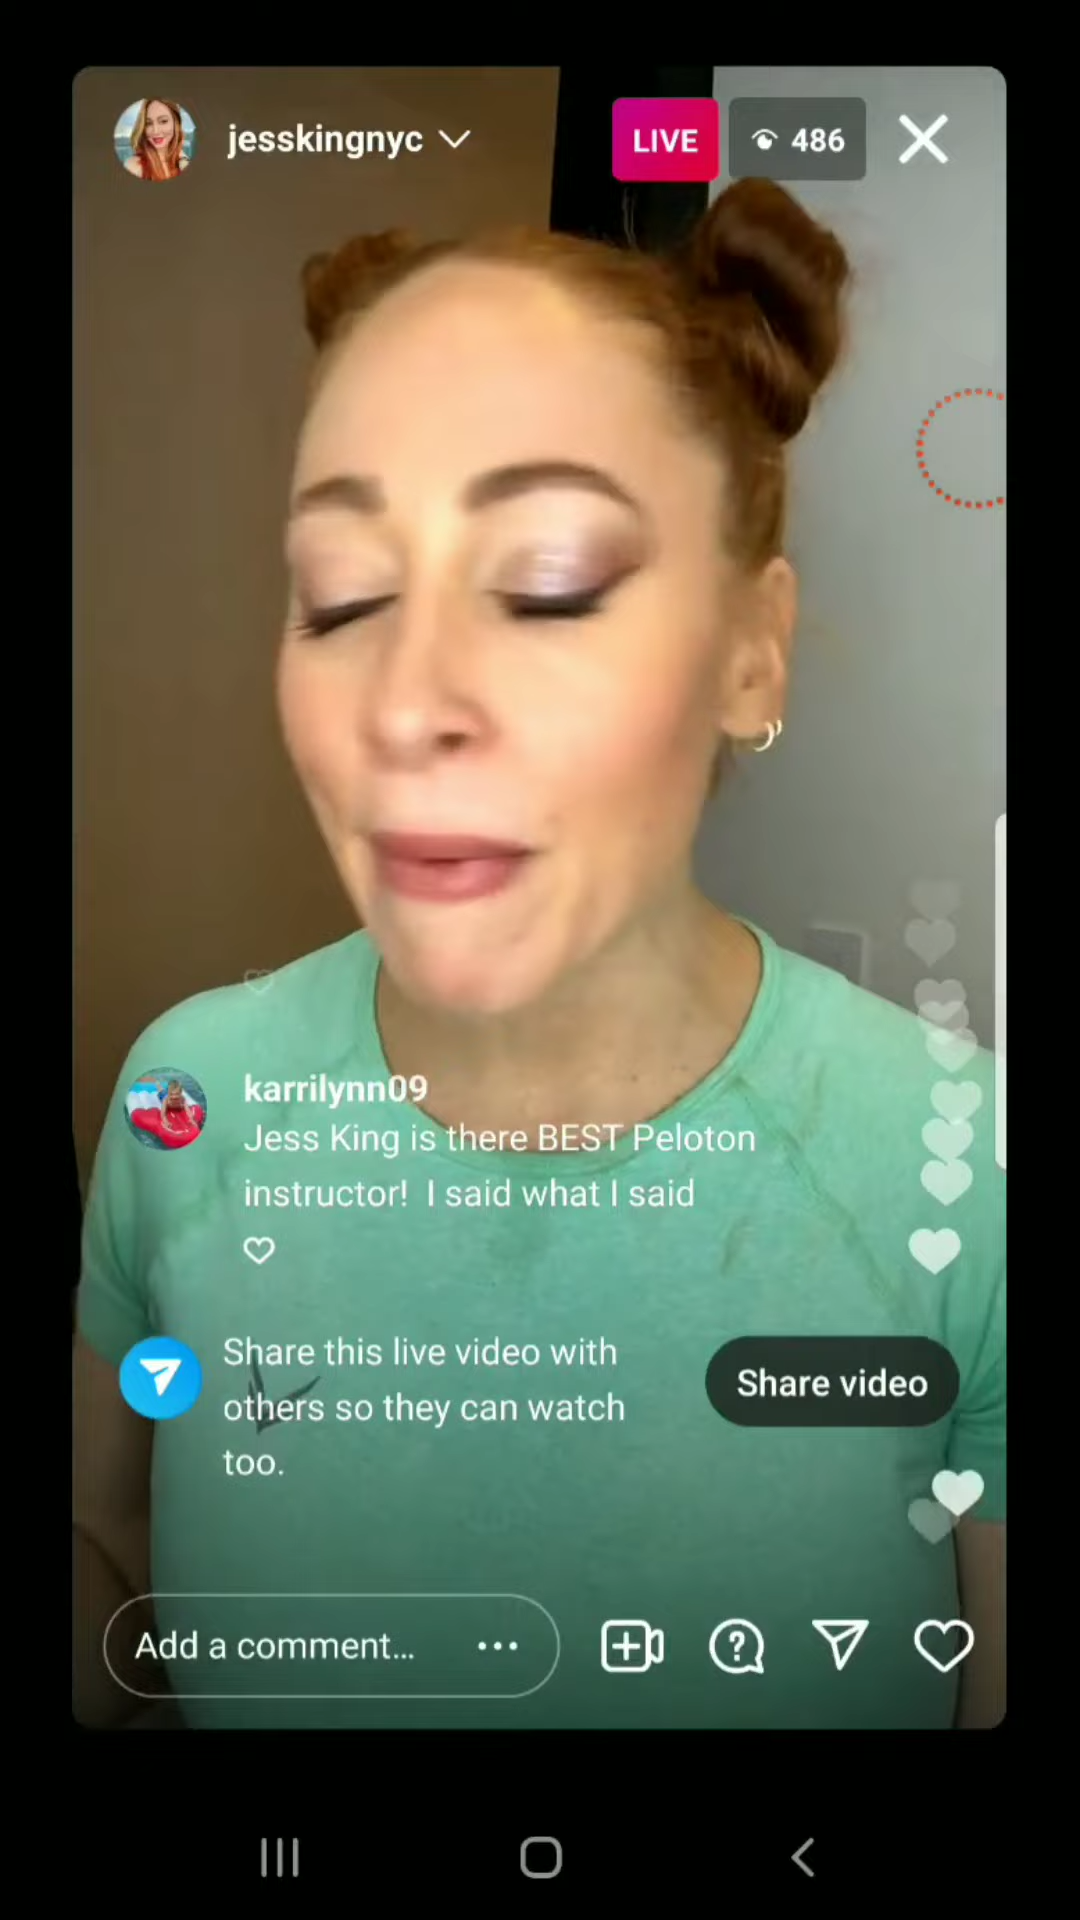 jesskingnyc
LIVE
486
karrilynn09
Jess King is there BEST Peloton
instructor! I said what I said
Share this live video with
others so they can watch
too.
Share video
Add a comment...